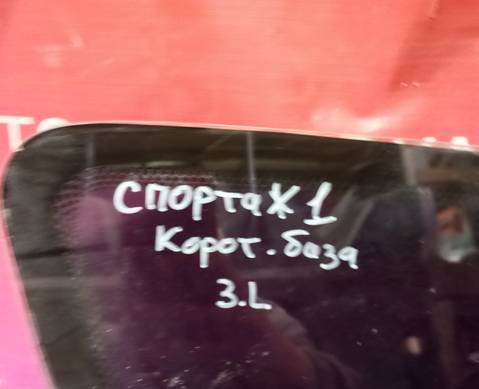 Спортаж 1
Корот. база
3.L